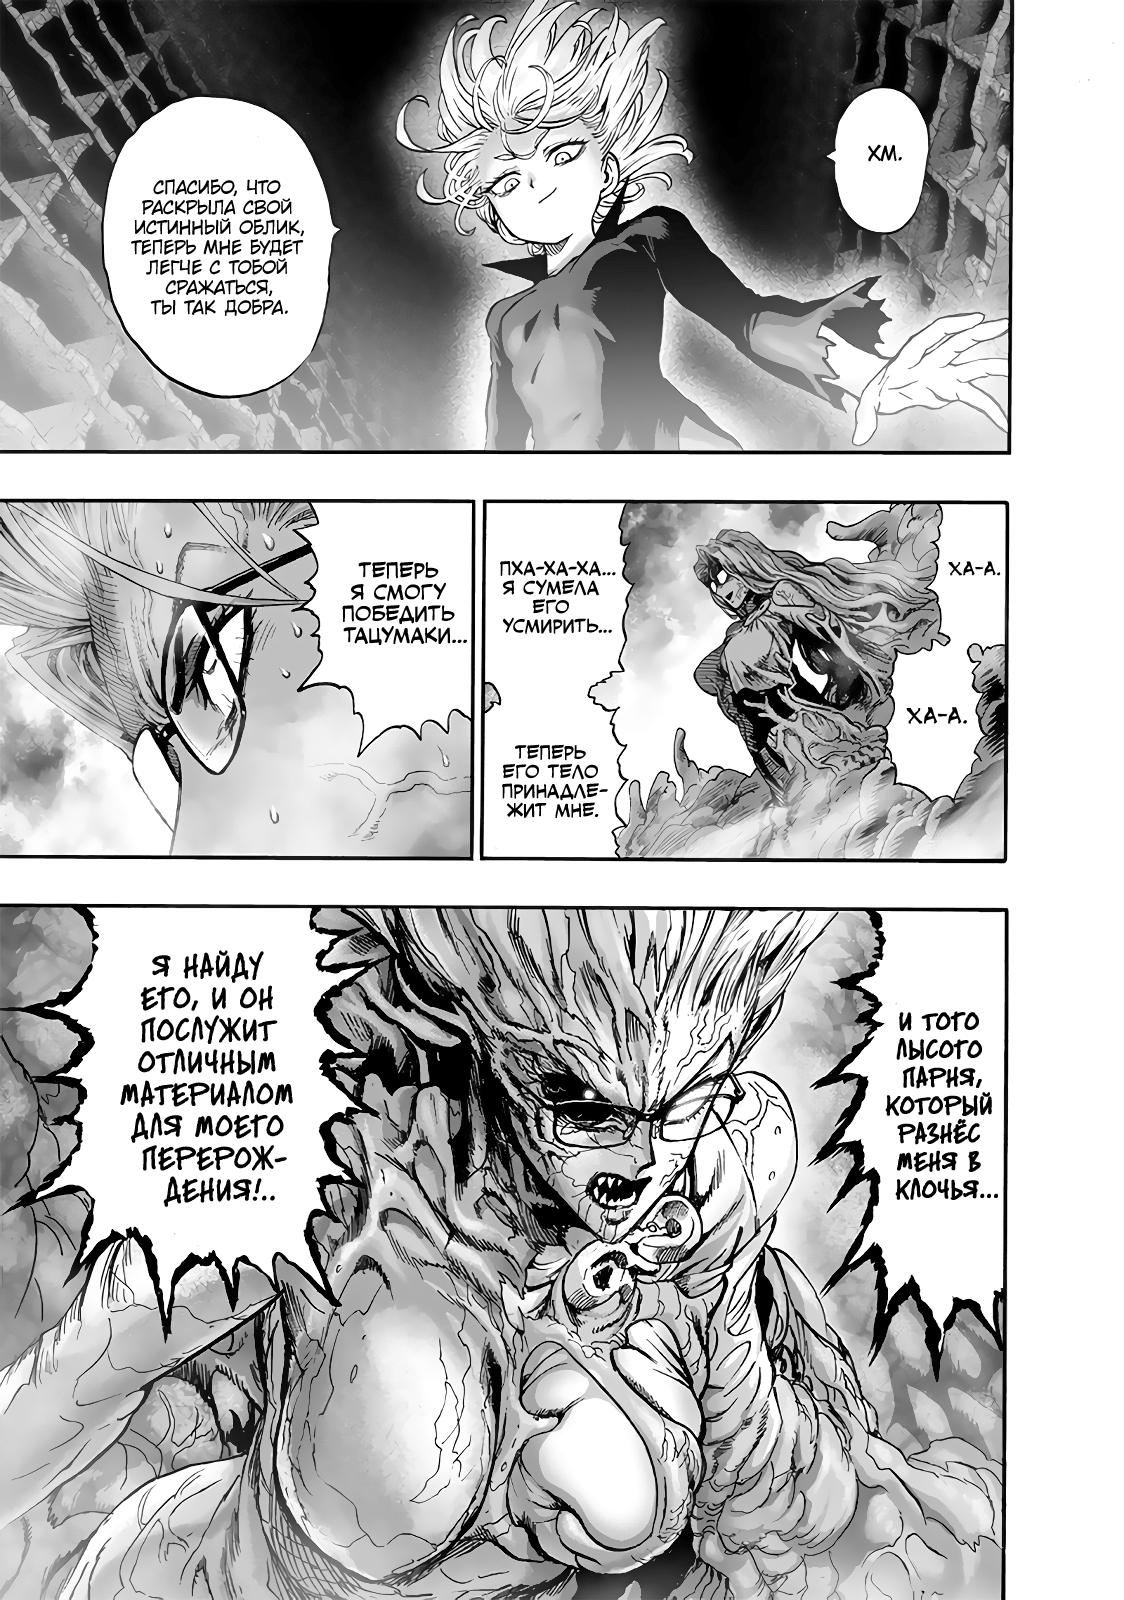 ХМ.
СПАСИБО, ЧТО
РАСКРЫЛА СВОЙ
ИСТИННЫЙ ОБЛИК,
ТЕПЕРЬ МНЕ БУДЕТ
ЛЕГЧЕ С ТОБОЙ
СРАЖАТЬСЯ,
ТЫ ТАК ДОБРА.
ХА-А.
ХА-А.
ПХА-ХА-ХА...
Я СУМЕЛА
ЕГО
УСМИРИТЬ...
ТЕПЕРЬ
ЕГО ТЕЛО
ПРИНАДЛЕ-
ЖИТ МНЕ.
ТЕПЕРЬ
Я СМОГУ
ПОБЕДИТЬ
ТАЦУМАКИ...
И ТОГО
ЛЫСОГО
ПАРНЯ,
КОТОРЫЙ
РАЗНЁС
МЕНЯ В
КЛОЧЬЯ...
Я НАЙДУ
ЕГО, И ОН
ПОСЛУЖИТ
ОТЛИЧНЫМ
МАТЕРИАЛОМ
ДЛЯ МОЕГО
ПЕРЕРОЖ-
ДЕНИЯ!..